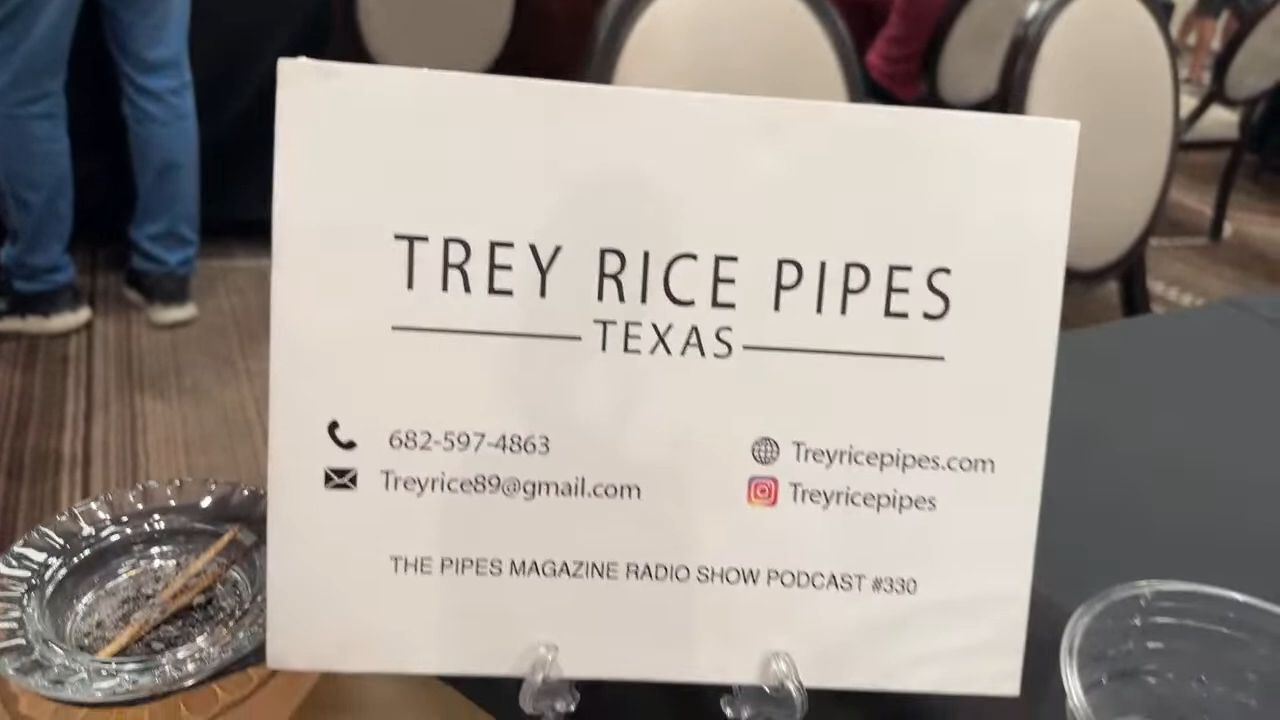 TREY RICE PIPES
TEXAS
682-597-4863
Treyrice89@gmail.com
Treyricepipes.com
Treyricepipes
THE PIPES MAGAZINE RADIO SHOW PODCAST #330